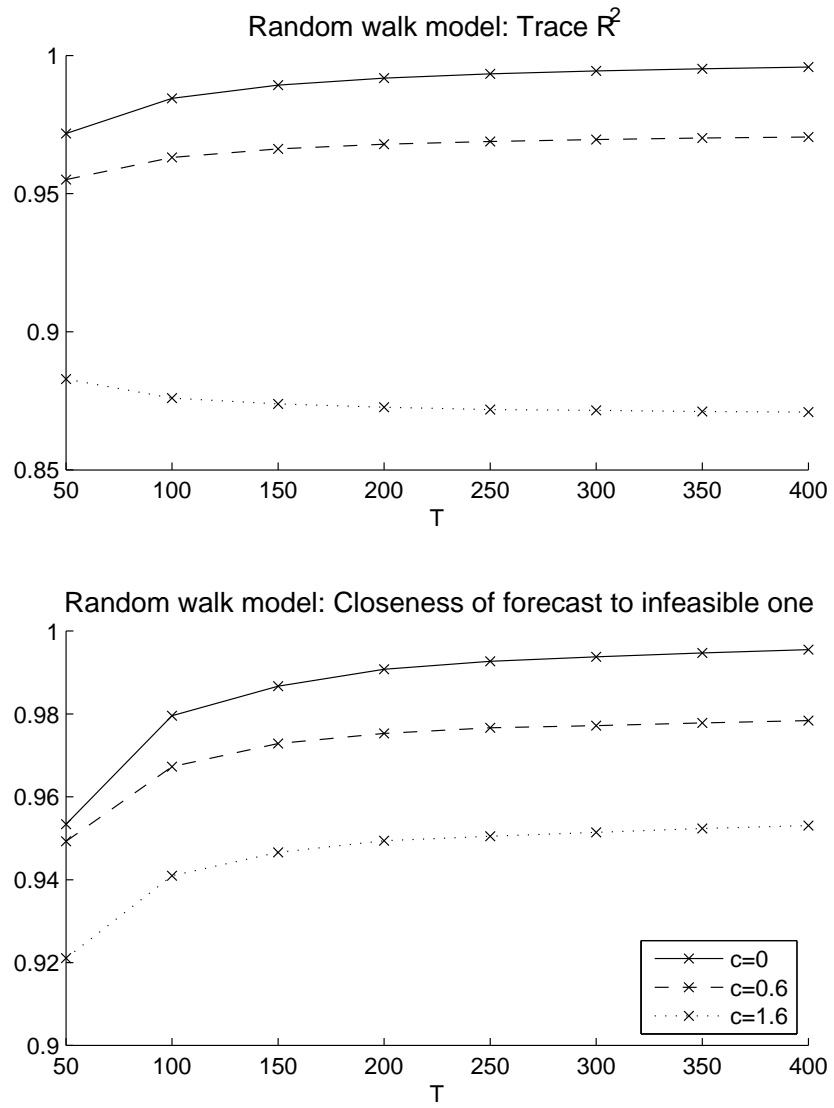 Random walk model: Trace R²
1
0.95
0.9
0.85
50 100 150 200 250 300 350 400
T
Random walk model: Closeness of forecast to infeasible one
1
0.98
0.96
0.94
0.92
0.9
50 100 150 200 250 300 350 400
T
c=0
c=0.6
c=1.6